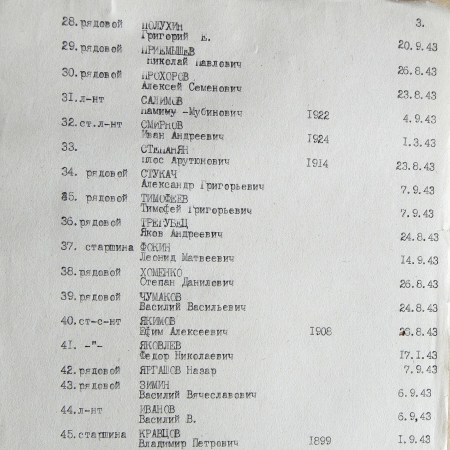 28. рядовой ПОЛУХИН 3.
Григорий Е.
29. рядовой ПРИЕМЫШЕВ 20.9.43
Николай Павлович
30. рядовой ПРОХОРОВ 26.8.43
Алексей Семенович
31. л-нт САЛИМОВ 23.8.43
-Мубинович 1922
32. ст.л-нт СМИРНОВ 4.9.43
Иван Андреевич 1924
33. СТЕПАНЯН 1.3.43
Арутюнович 1914
34. рядовой СТУКАЧ 23.8.43
Александр Григорьевич
35. рядовой ТИМОФЕЕВ 7.9.43
Тимофей Григорьевич
36. рядовой ТРЕГУБЕЦ 7.9.43
Яков Андреевич
37. старшина ФОКИН 24.8.43
Леонид Матвеевич
38. рядовой ХОМЕНКО 14.9.43
Степан Данилович
39. рядовой ЧУМАКОВ 26.8.43
Василий Васильевич
40. ст-с-нт ЯКИМОВ 24.8.43
Ефим Алексеевич 1908
41. -"- ЯКОВЛЕВ 26.8.43
Федор Николаевич
42. рядовой ЯРГАШОВ Назар 17.1.43
43. рядовой ЗИМИН 7.9.43
Василий Вячеславович
44. л-нт ИВАНОВ 6.9.43
Василий В. 6.9,43
45. старшина КРАВЦОВ
Владимир Петрович 1899 1.9.43